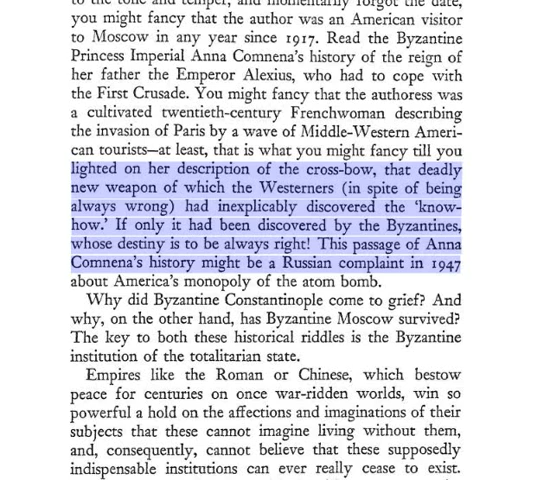 to the tone and temper, and momentarily forgot the date,
you might fancy that the author was an American visitor
to Moscow in any year since 1917. Read the Byzantine
Princess Imperial Anna Comnena's history of the reign of
her father the Emperor Alexius, who had to cope with
the First Crusade. You might fancy that the authoress was
a cultivated twentieth-century Frenchwoman describing
the invasion of Paris by a wave of Middle-Western Ameri-
can tourists—at least, that is what you might fancy till you
lighted on her description of the cross-bow, that deadly
new weapon of which the Westerners (in spite of being
always wrong) had inexplicably discovered the 'know-
how.' If only it had been discovered by the Byzantines,
whose destiny is to be always right! This passage of Anna
Comnena's history might be a Russian complaint in 1947
about America's monopoly of the atom bomb.
Why did Byzantine Constantinople come to grief? And
why, on the other hand, has Byzantine Moscow survived?
The key to both these historical riddles is the Byzantine
institution of the totalitarian state.
Empires like the Roman or Chinese, which bestow
peace for centuries on once war-ridden worlds, win so
powerful a hold on the affections and imaginations of their
subjects that these cannot imagine living without them,
and, consequently, cannot believe that these supposedly
indispensable institutions can ever really cease to exist.